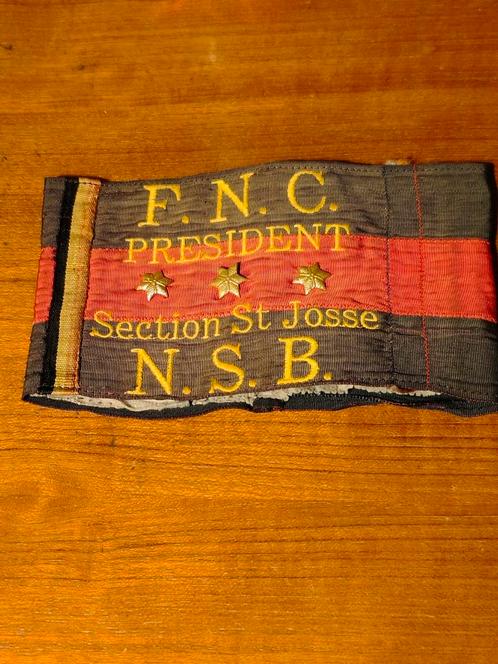 F. N. C.
PRESIDENT
Section St Josse
N. S. B.